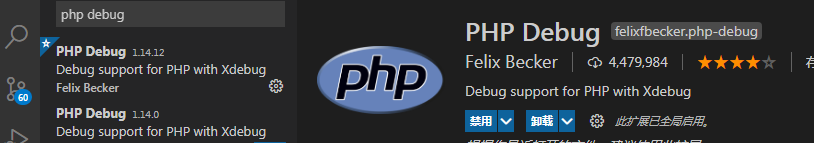 php debug
PHP Debug 1.14.12
Debug support for PHP with Xdebug
Felix Becker
PHP Debug 1.14.0
Debug support for PHP with Xdebug
60
php
PHP Debug felixfbecker.php-debug
Felix Becker 4,479,984
Debug support for PHP with Xdebug
禁用 卸载 此扩展已全局启用。